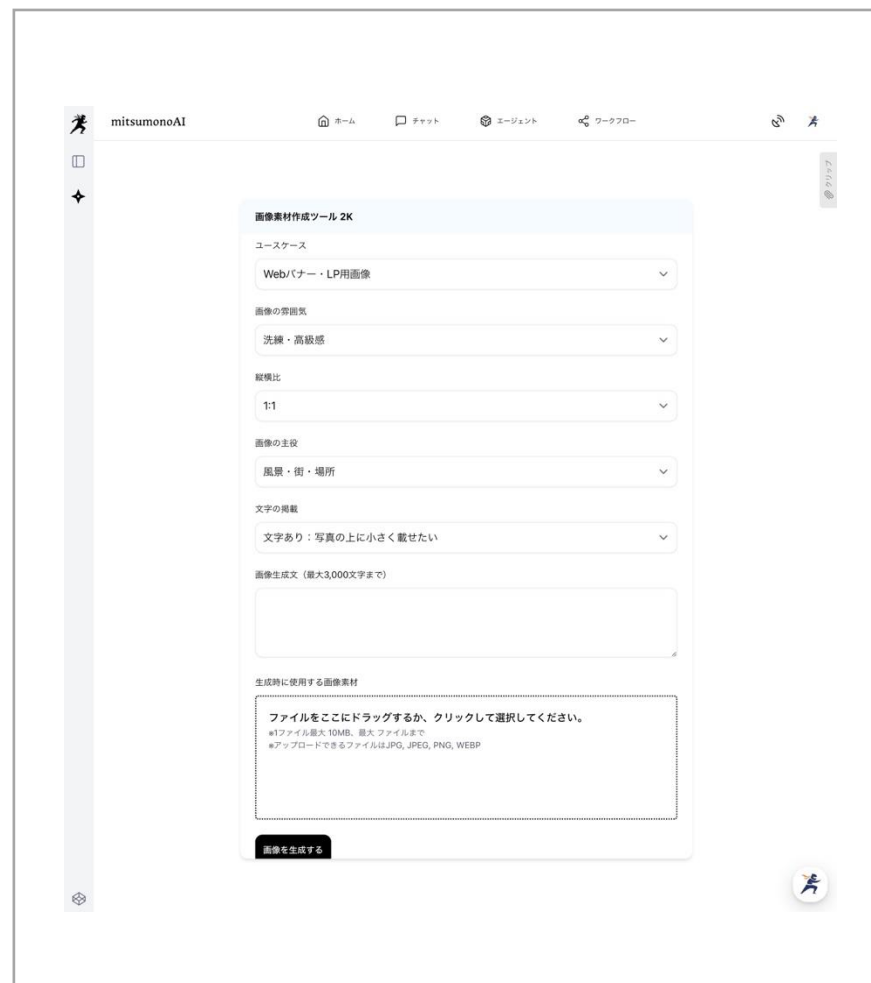 mitsumonoAI
ホーム
チャット
エージェント
ワークフロー
クリップ
画像素材作成ツール 2K
ユースケース
Webバナー・LP用画像
画像の雰囲気
洗練・高級感
縦横比
1:1
画像の主役
風景・街・場所
文字の掲載
文字あり：写真の上に小さく載せたい
画像生成文（最大3,000文字まで）
生成時に使用する画像素材
ファイルをここにドラッグするか、クリックして選択してください。
※1ファイル最大 10MB、最大 ファイルまで
※アップロードできるファイルはJPG, JPEG, PNG, WEBP
画像を生成する